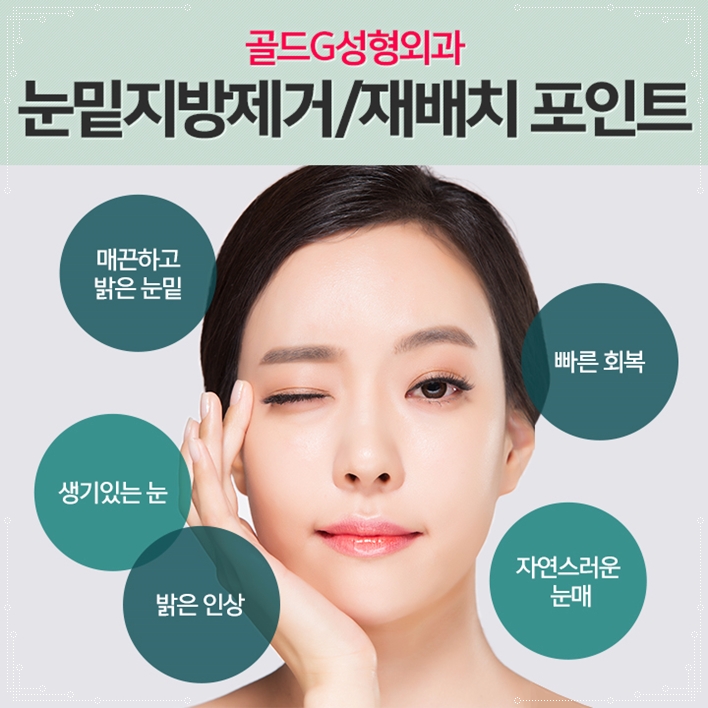 골드G성형외과
눈밑지방제거/재배치 포인트
매끈하고
밝은 눈밑
빠른 회복
생기있는 눈
자연스러운
눈매
밝은 인상